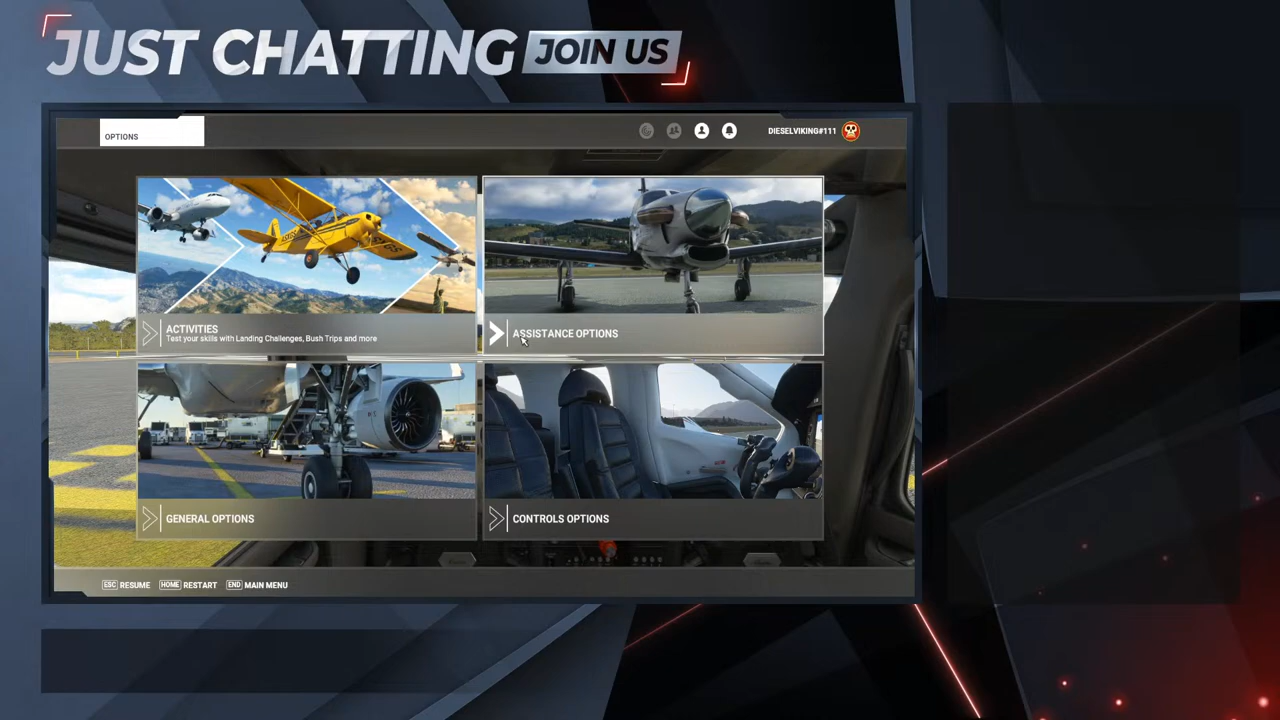 JUST CHATTING JOIN US
OPTIONS
DIESELVIKING#111
ACTIVITIES
Test your skills with Landing Challenges, Bush Trips and more
ASSISTANCE OPTIONS
GENERAL OPTIONS
CONTROLS OPTIONS
ESC RESUME HOME RESTART END MAIN MENU